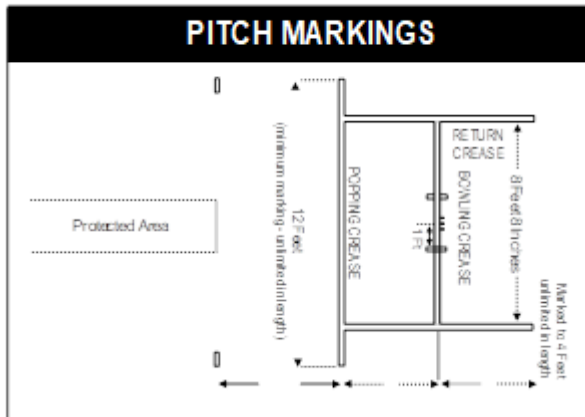 PITCH MARKINGS
Protected Area
12 Feet
(minimum marking - unlimited in length)
POPPING CREASE
1 Ft
BOWLING CREASE
RETURN
CREASE
8 Feet 8 Inches
Marked to 4 Feet
unlimited in length